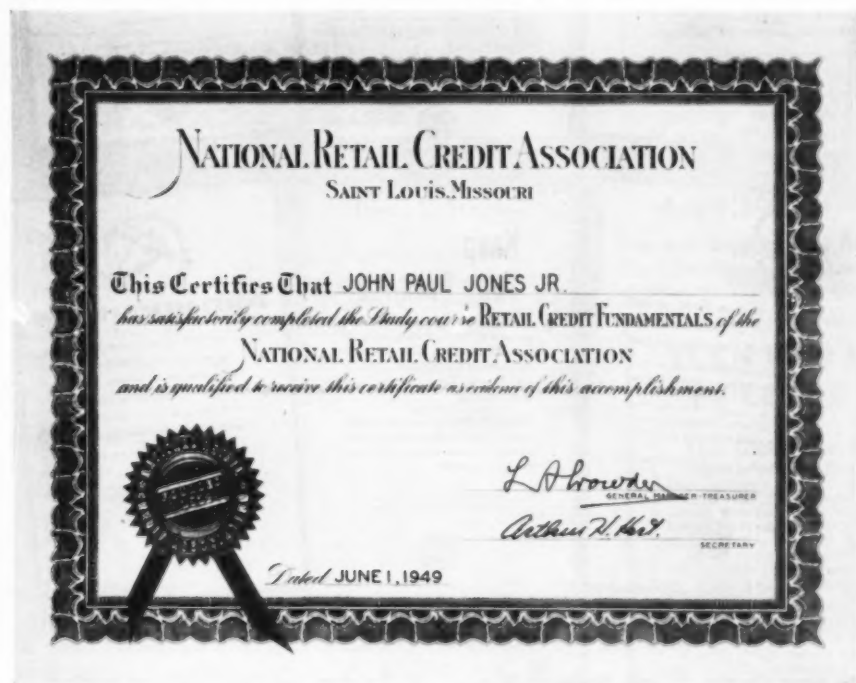 NATIONAL RETAIL CREDIT ASSOCIATION
SAINT LOUIS, MISSOURI
This Certifies That JOHN PAUL JONES JR.
has satisfactorily completed the Study course RETAIL CREDIT FUNDAMENTALS of the
NATIONAL RETAIL CREDIT ASSOCIATION
and is qualified to receive this certificate as evidence of this accomplishment.
L A Crowder
GENERAL MANAGER-TREASURER
Arthur H. Hert.
SECRETARY
Dated JUNE 1, 1949